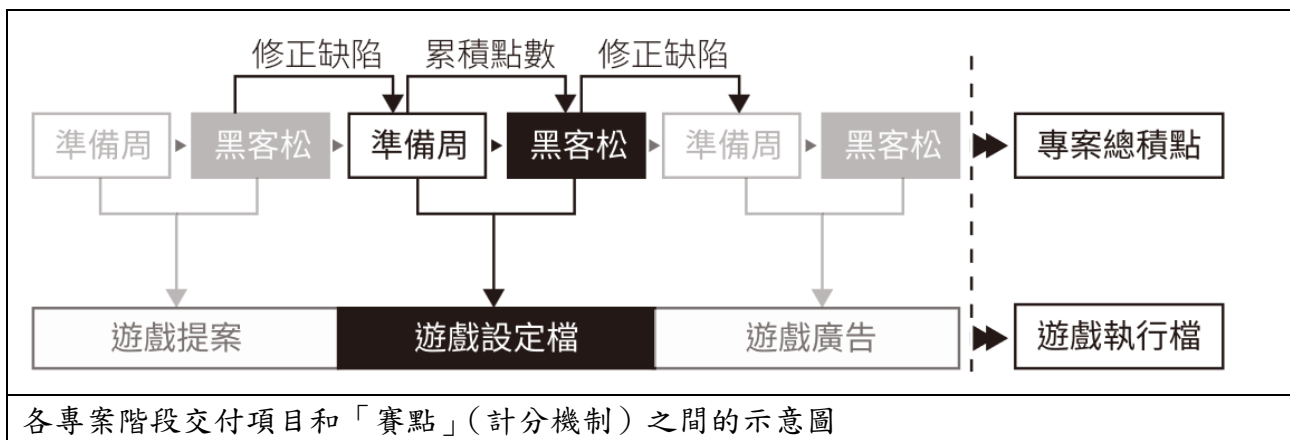 修正缺陷 累積點數 修正缺陷
準備周 黑客松 準備周 黑客松 準備周 黑客松 專案總積點
遊戲提案 遊戲設定檔 遊戲廣告 遊戲執行檔
各專案階段交付項目和「賽點」(計分機制)之間的示意圖